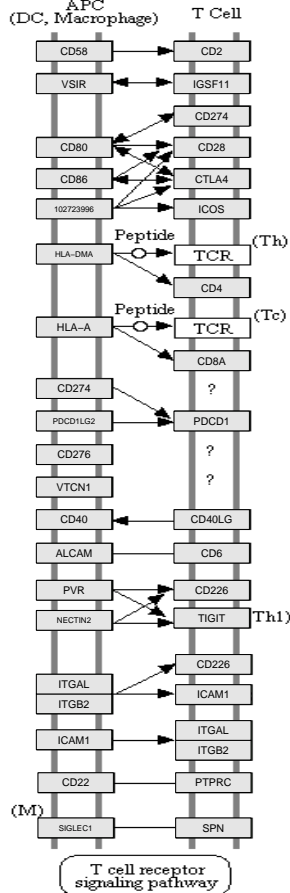 APC
(DC, Macrophage) T Cell
CD58 CD2
VSIR IGSF11
CD274
CD80 CD28
CD86 CTLA4
102723996 ICOS
Peptide (Th)
HLA-DMA TCR
CD4
Peptide (Tc)
HLA-A TCR
CD8A
CD274 ?
PDCD1LG2 PDCD1
CD276 ?
VTCN1 ?
CD40 CD40LG
ALCAM CD6
PVR CD226
NECTIN2 TIGIT Th1)
CD226
ITGAL ICAM1
ITGB2
ICAM1 ITGAL
ITGB2
CD22 PTPRC
(M)
SIGLEC1 SPN
T cell receptor
signaling pathway